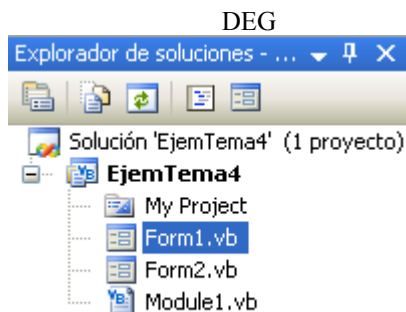 DEG
Explorador de soluciones - ...
Solución 'EjemTema4' (1 proyecto)
EjemTema4
My Project
Form1.vb
Form2.vb
Module1.vb